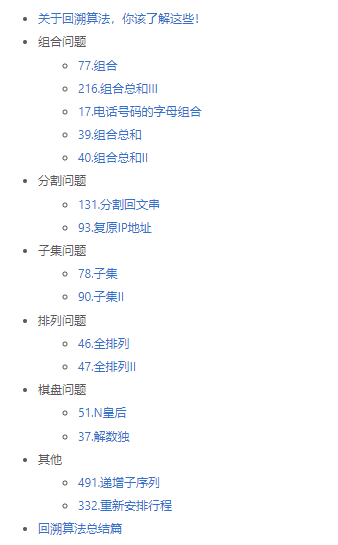 关于回溯算法，你该了解这些！
组合问题
77.组合
216.组合总和III
17.电话号码的字母组合
39.组合总和
40.组合总和II
分割问题
131.分割回文串
93.复原IP地址
子集问题
78.子集
90.子集II
排列问题
46.全排列
47.全排列II
棋盘问题
51.N皇后
37.解数独
其他
491.递增子序列
332.重新安排行程
回溯算法总结篇